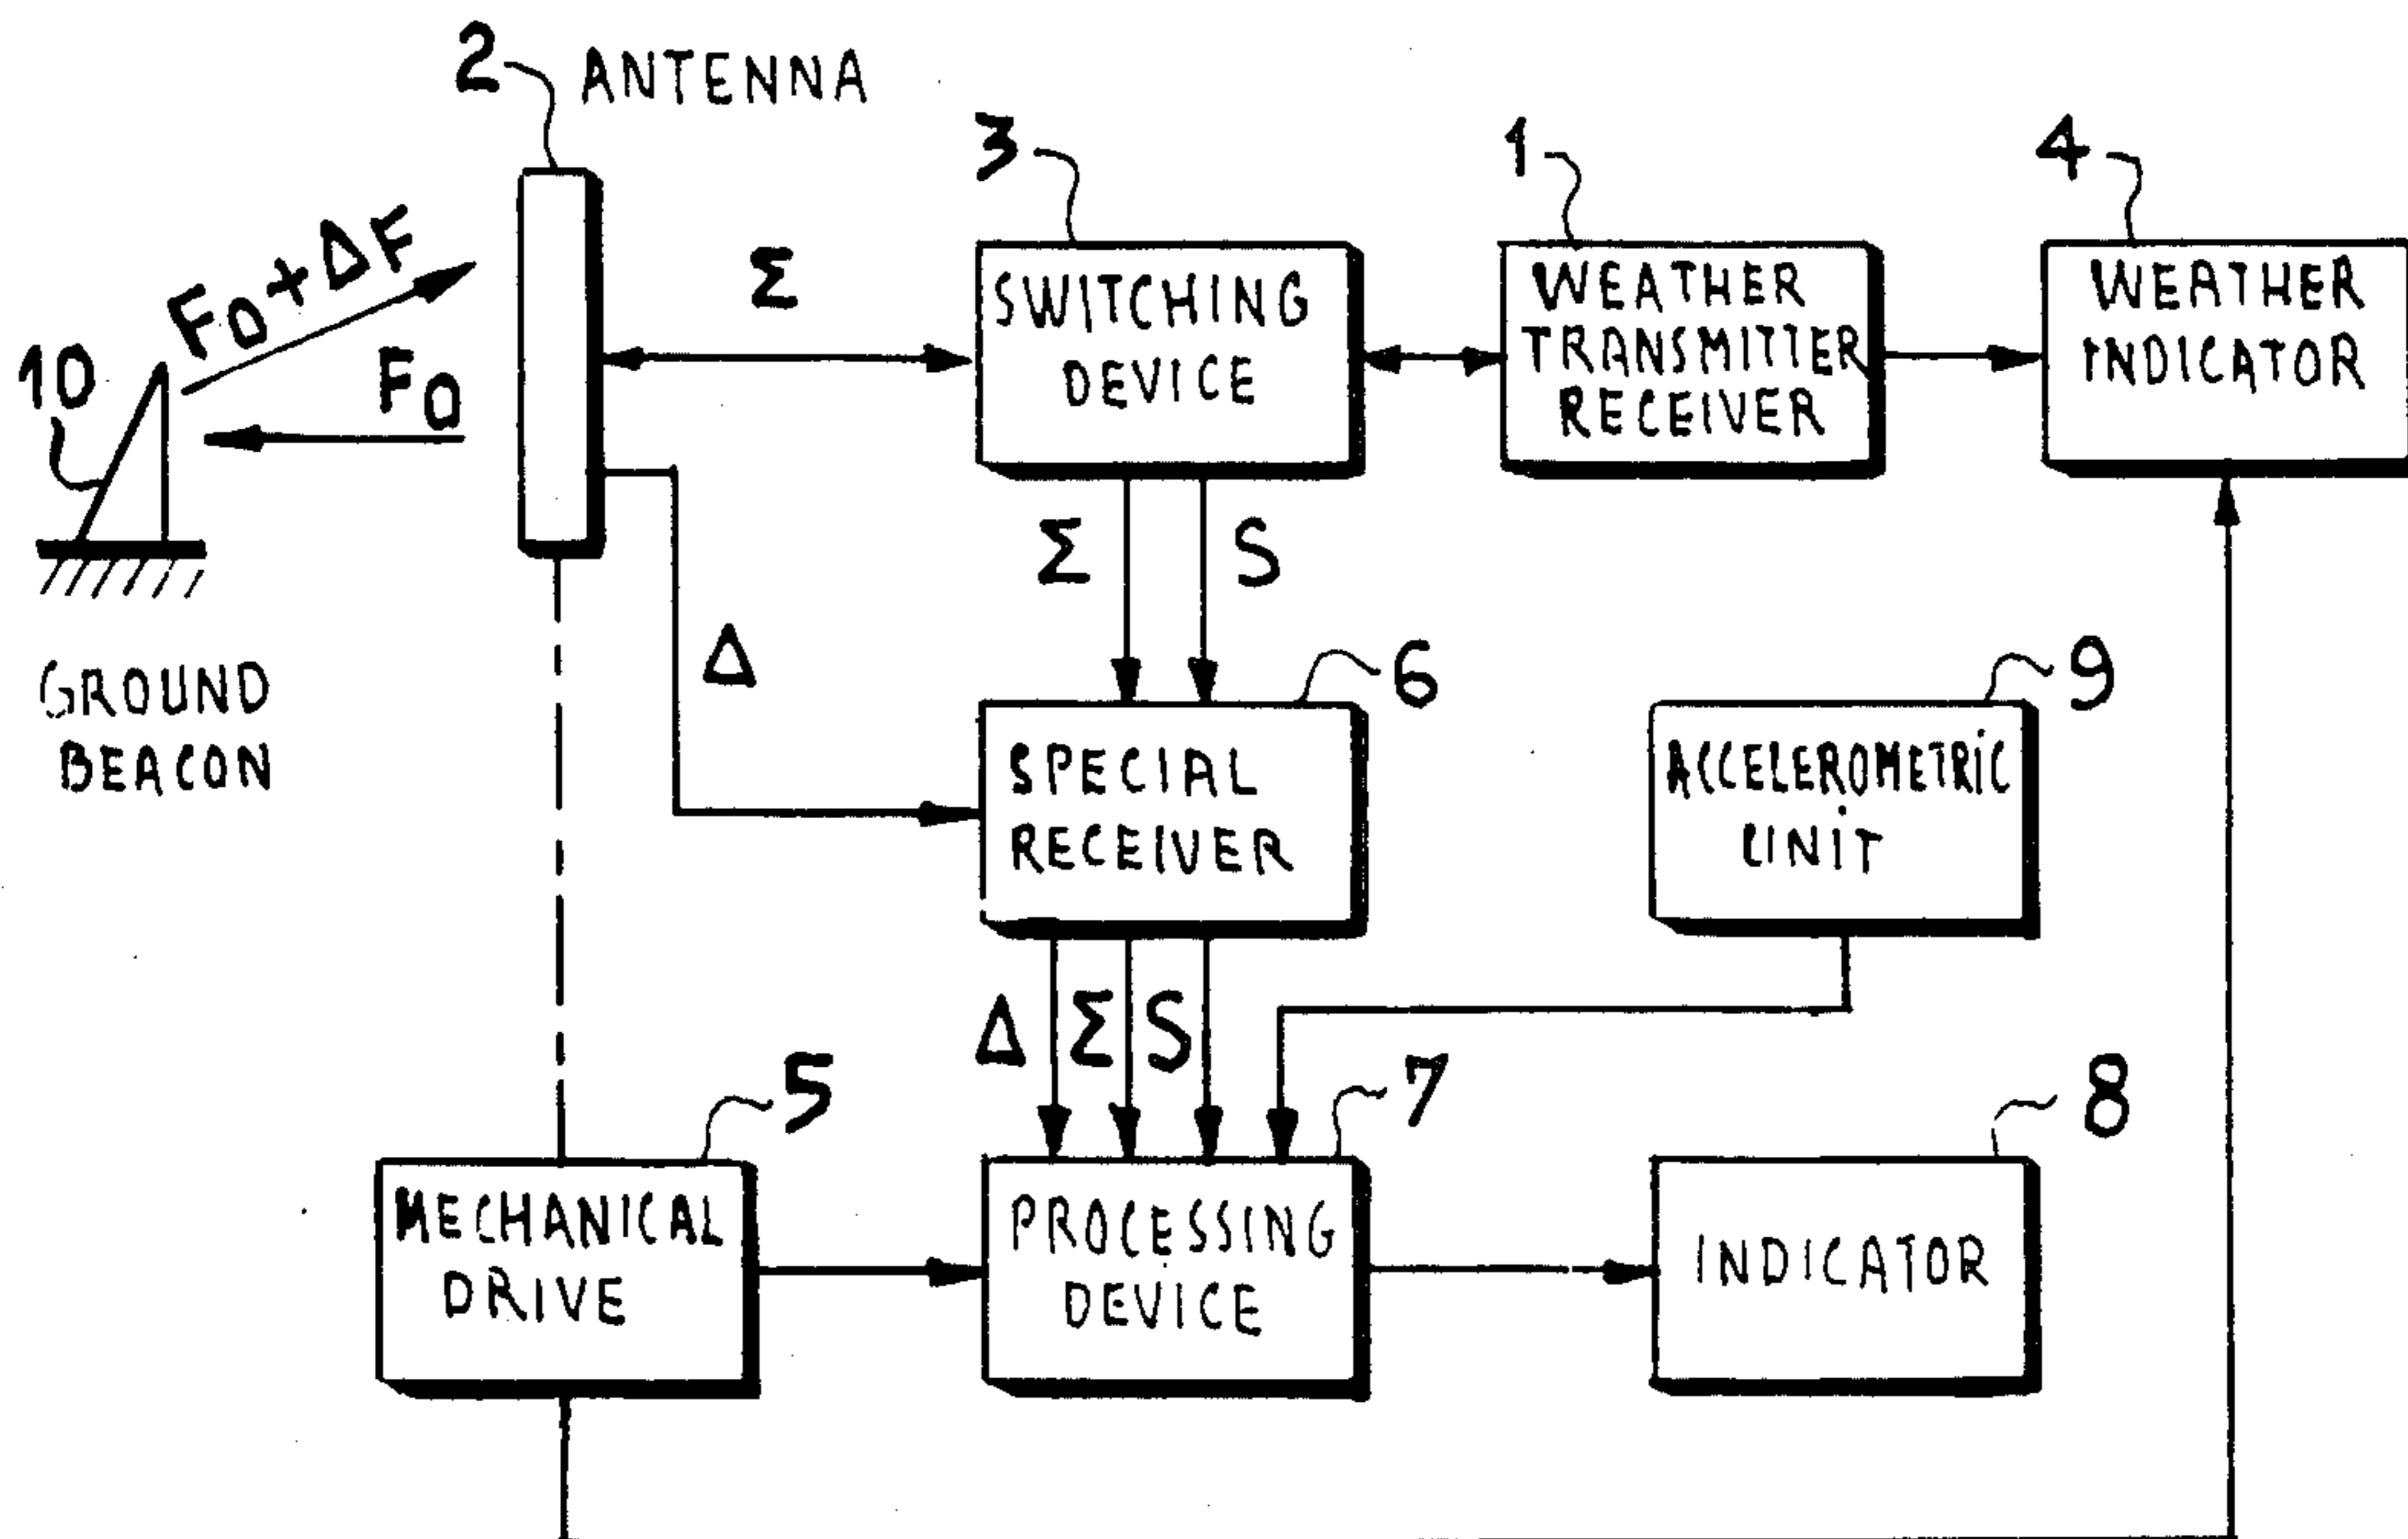 2 ANTENNA
3
1
4
F0+ΔF
Σ
SWITCHING
DEVICE
WEATHER
TRANSMITTER
RECEIVER
WEATHER
INDICATOR
10
F0
Σ
S
GROUND
BEACON
Δ
6
9
SPECIAL
RECEIVER
ACCELEROMETRIC
UNIT
Δ
Σ
S
5
7
8
MECHANICAL
DRIVE
PROCESSING
DEVICE
INDICATOR